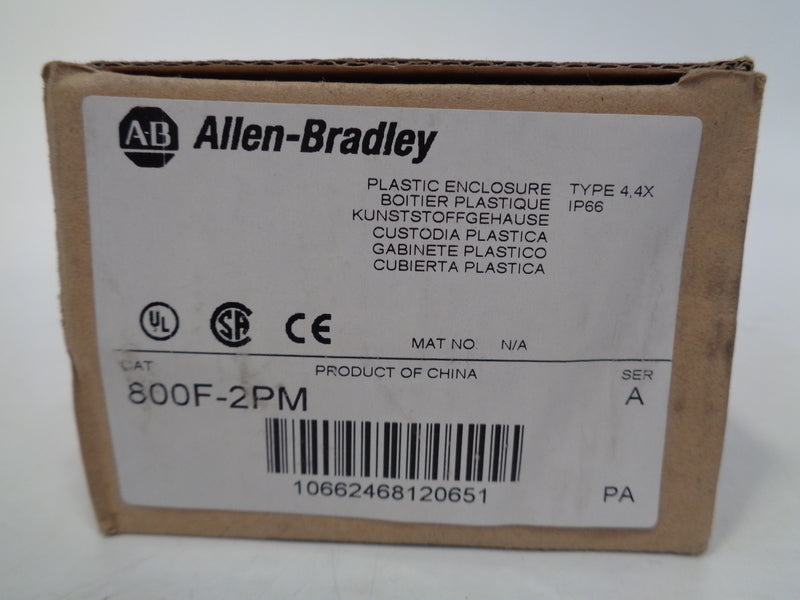 A-B Allen-Bradley
PLASTIC ENCLOSURE TYPE 4,4X
BOITIER PLASTIQUE IP66
KUNSTSTOFFGEHAUSE
CUSTODIA PLASTICA
GABINETE PLASTICO
CUBIERTA PLASTICA
UL SA CE MAT NO. N/A
CAT PRODUCT OF CHINA SER
800F-2PM A
10662468120651 PA